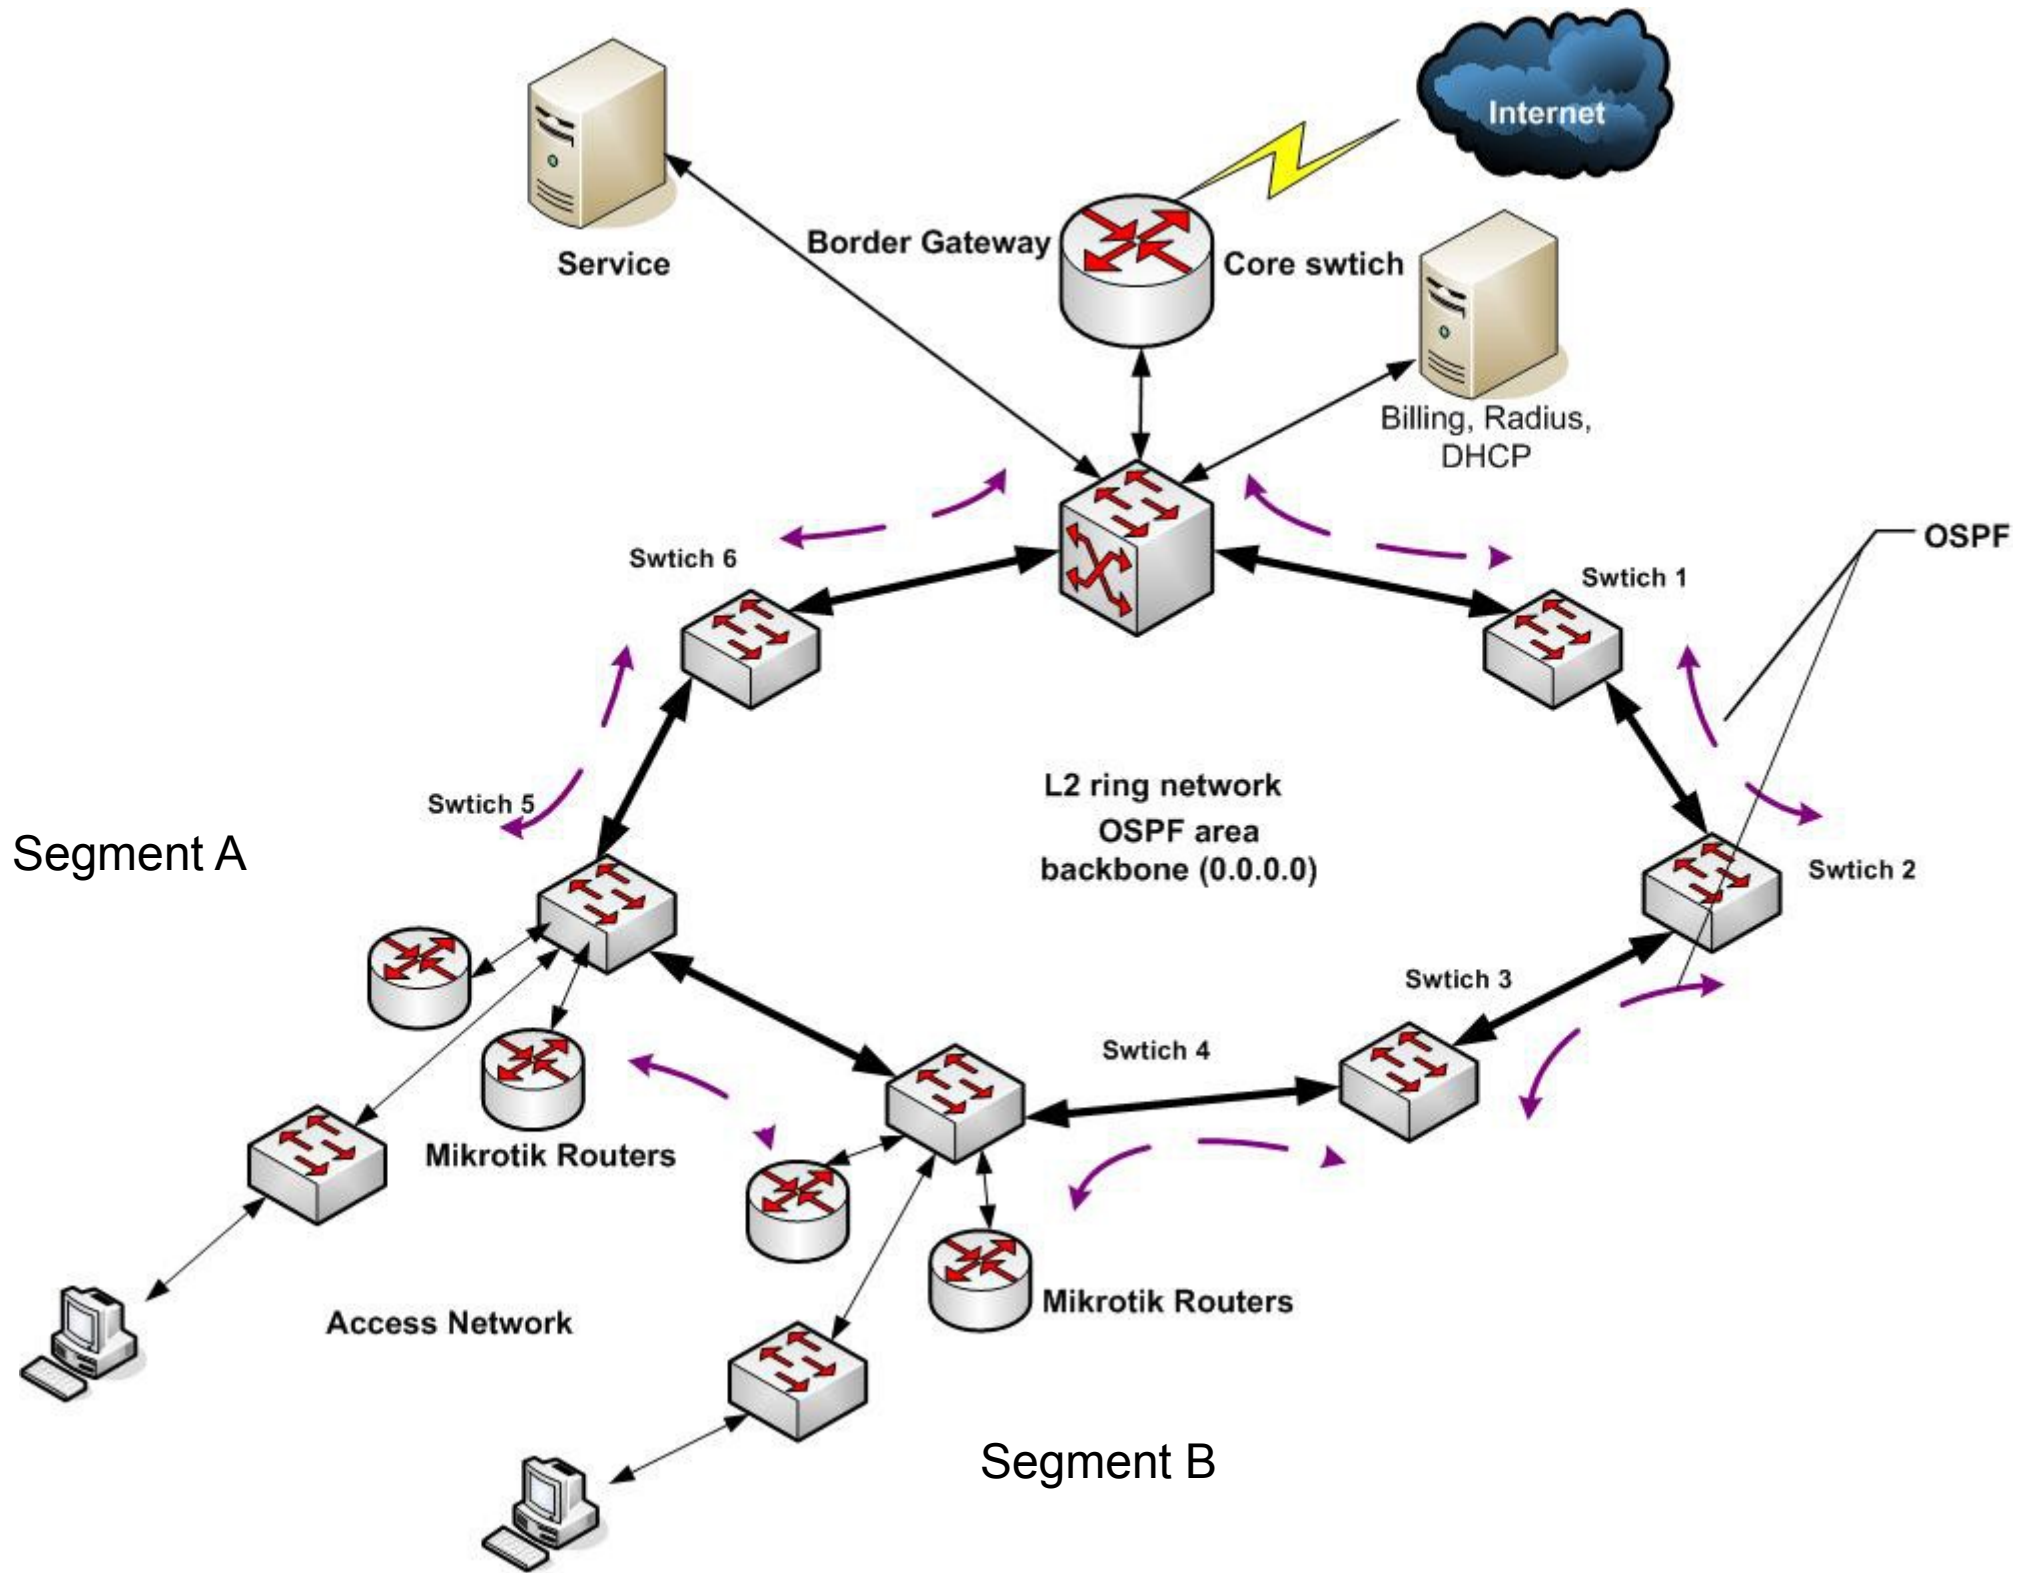 Internet
Service
Border Gateway
Core swtich
Billing, Radius,
DHCP
OSPF
Swtich 6
Swtich 1
L2 ring network
OSPF area
backbone (0.0.0.0)
Swtich 5
Segment A
Swtich 2
Swtich 3
Swtich 4
Mikrotik Routers
Mikrotik Routers
Access Network
Segment B